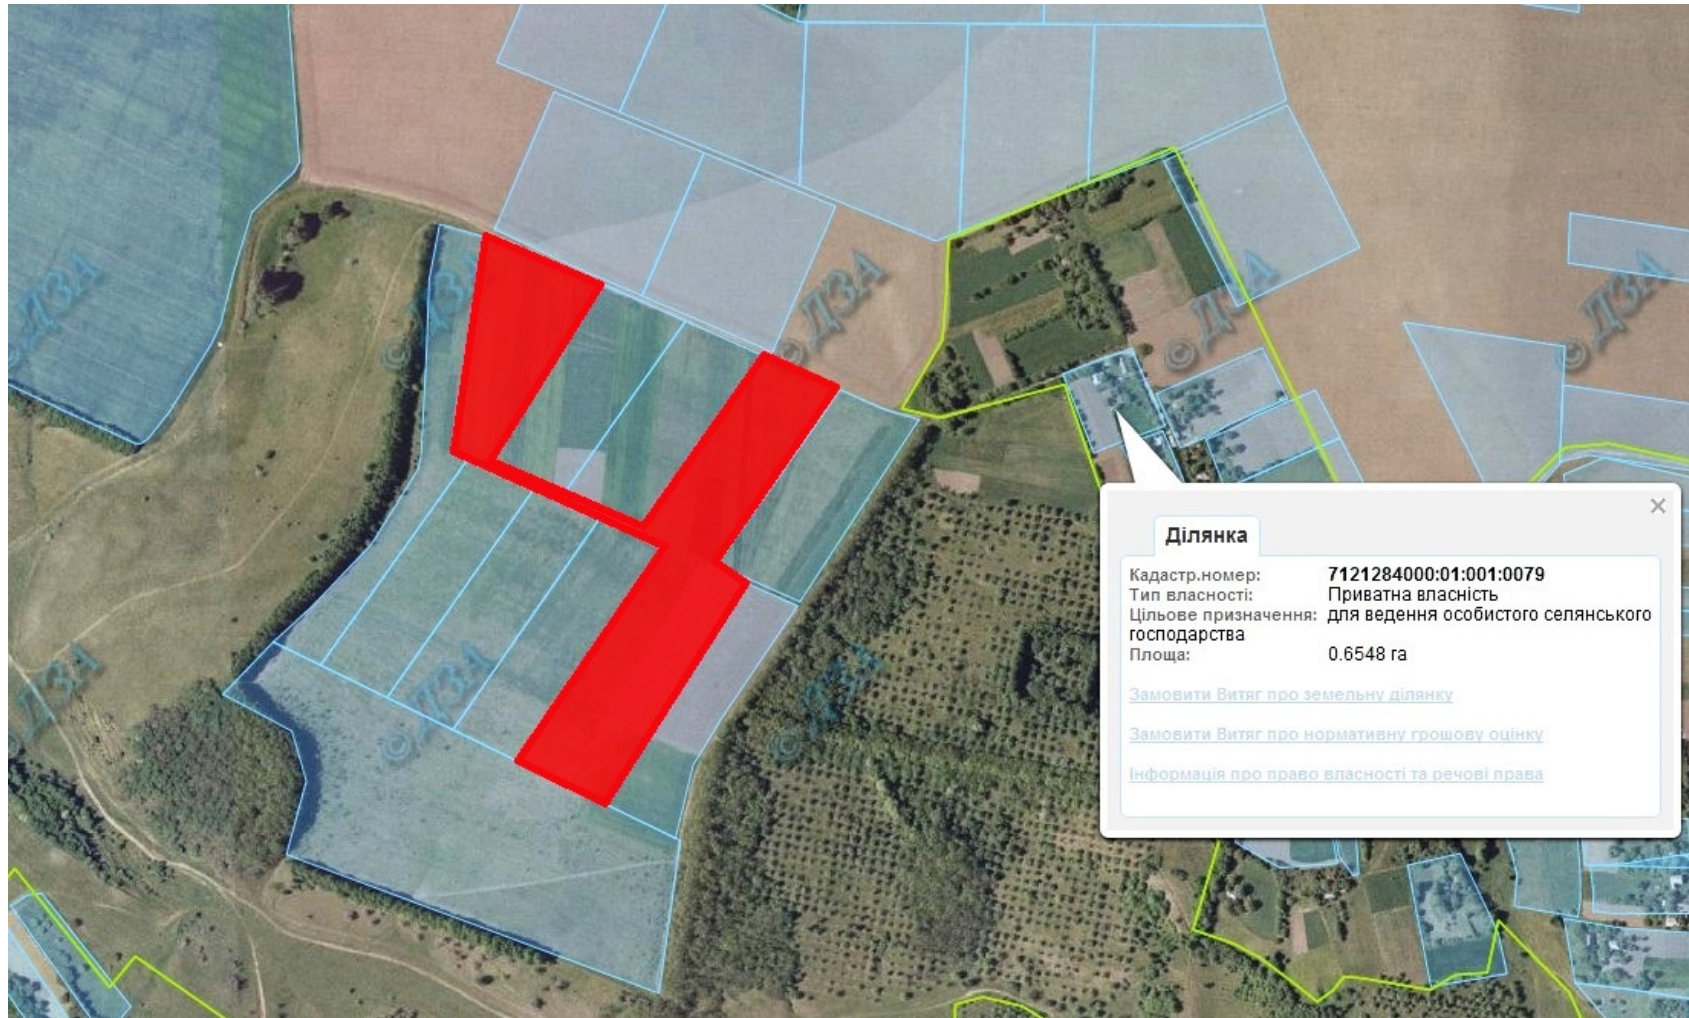 © ДЗА
© ДЗА
© ДЗА
© ДЗА
© ДЗА
ДЗА
© ДЗА
© ДЗА
×
Ділянка
Кадастр.номер: 7121284000:01:001:0079
Тип власності: Приватна власність
Цільове призначення: для ведення особистого селянського
господарства
Площа: 0.6548 га
Замовити Витяг про земельну ділянку
Замовити Витяг про нормативну грошову оцінку
Інформація про право власності та речові права